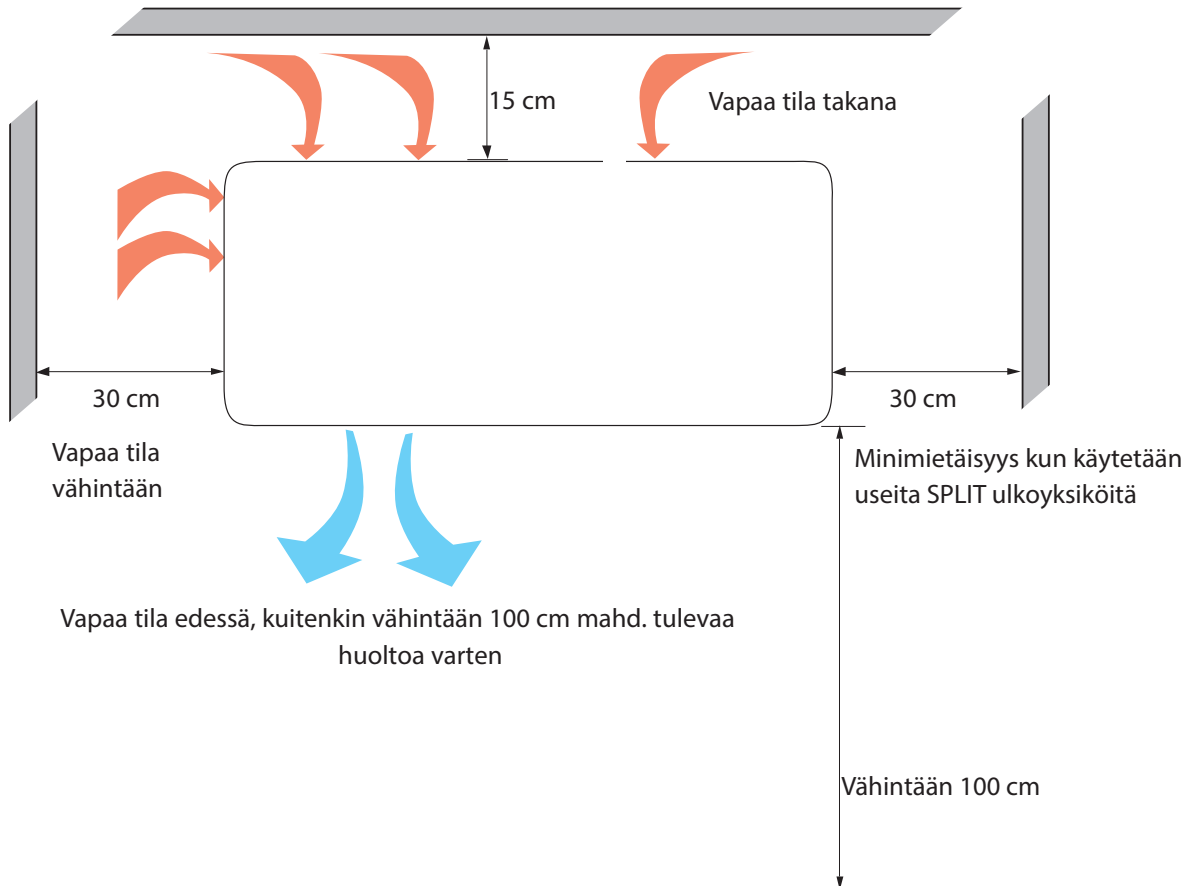 15 cm
Vapaa tila takana
30 cm
30 cm
Vapaa tila
vähintään
Minimietäisyys kun käytetään
useita SPLIT ulkoyksiköitä
Vapaa tila edessä, kuitenkin vähintään 100 cm mahd. tulevaa
huoltoa varten
Vähintään 100 cm